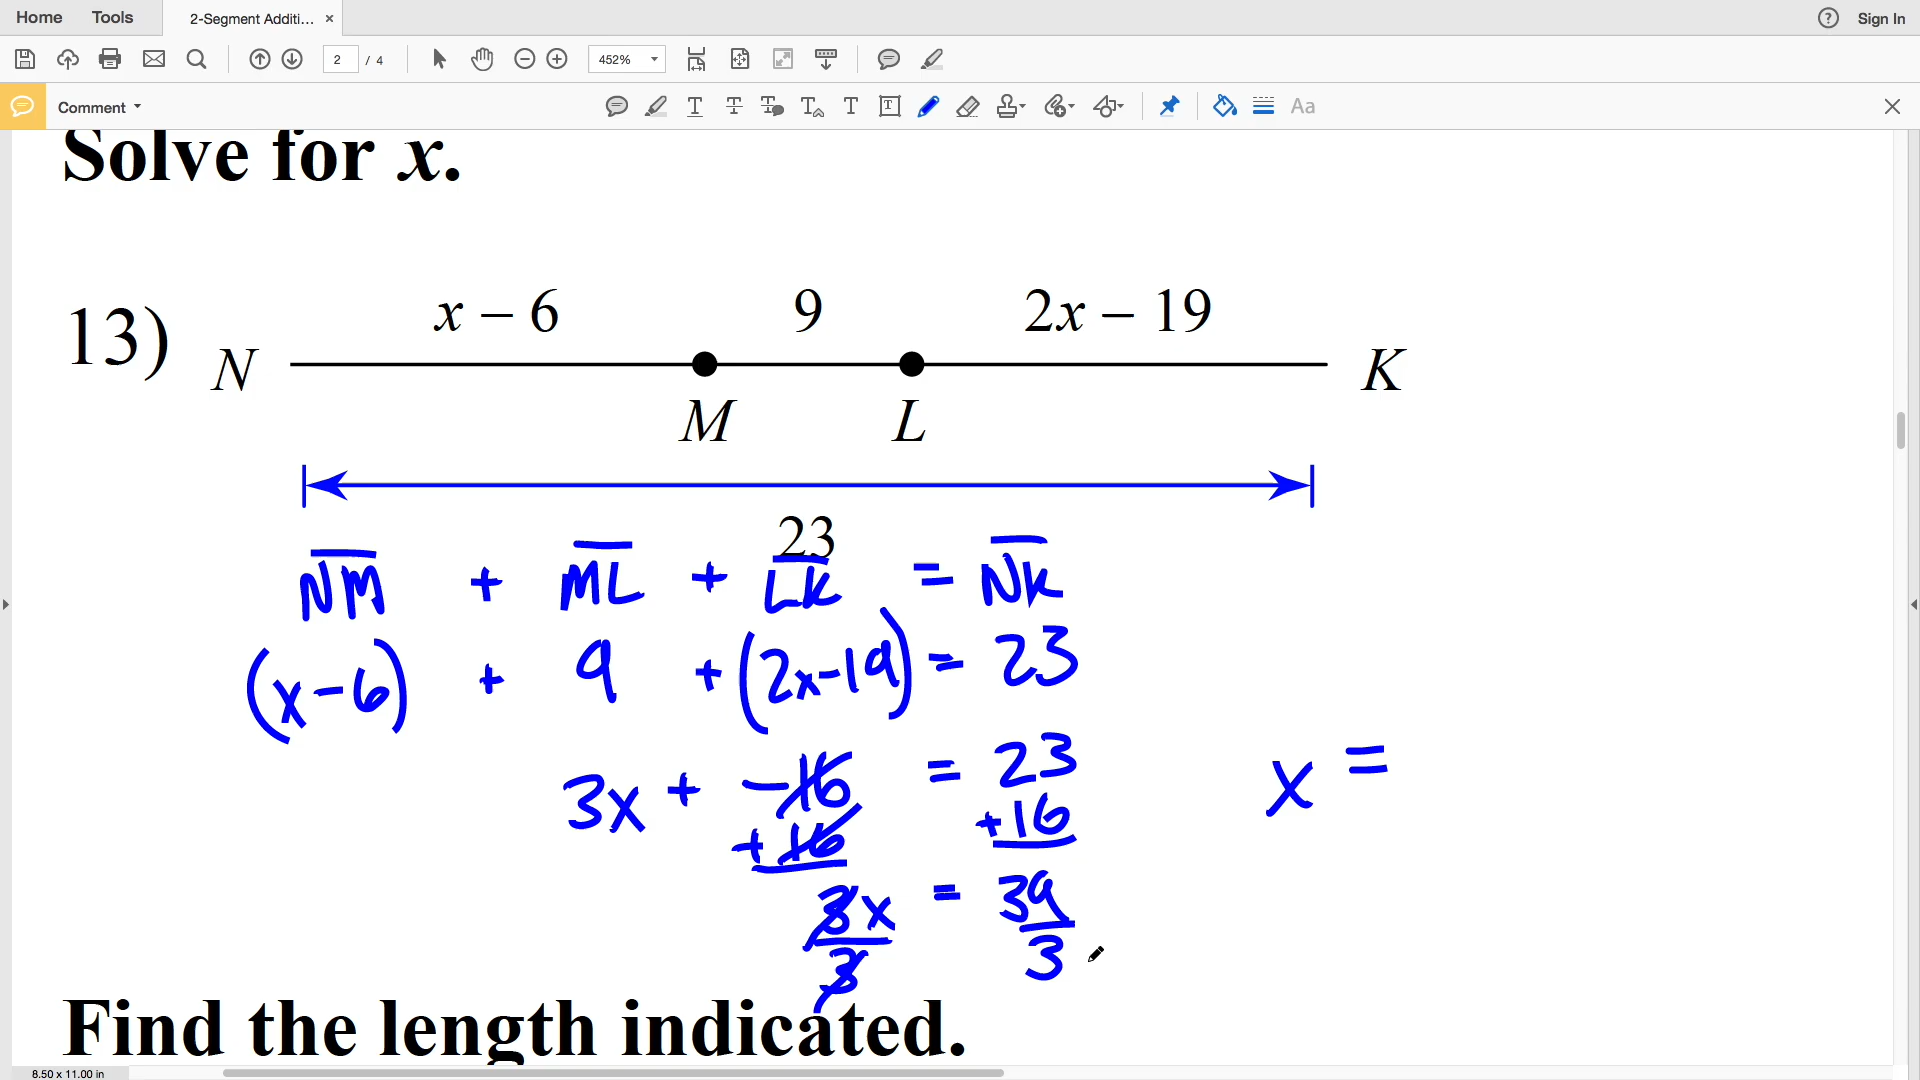 Home Tools 2-Segment Additi... × ? Sign In
2 / 4 452%
Comment Aa
Solve for x.
13) x – 6 9 2x – 19
N K
M L
23
NM + ML + LK = NK
(x-6) + 9 + (2x-19) = 23
3x + -16 = 23 x =
+16 +16
3x = 39
3 3
Find the length indicated.
8.50 x 11.00 in